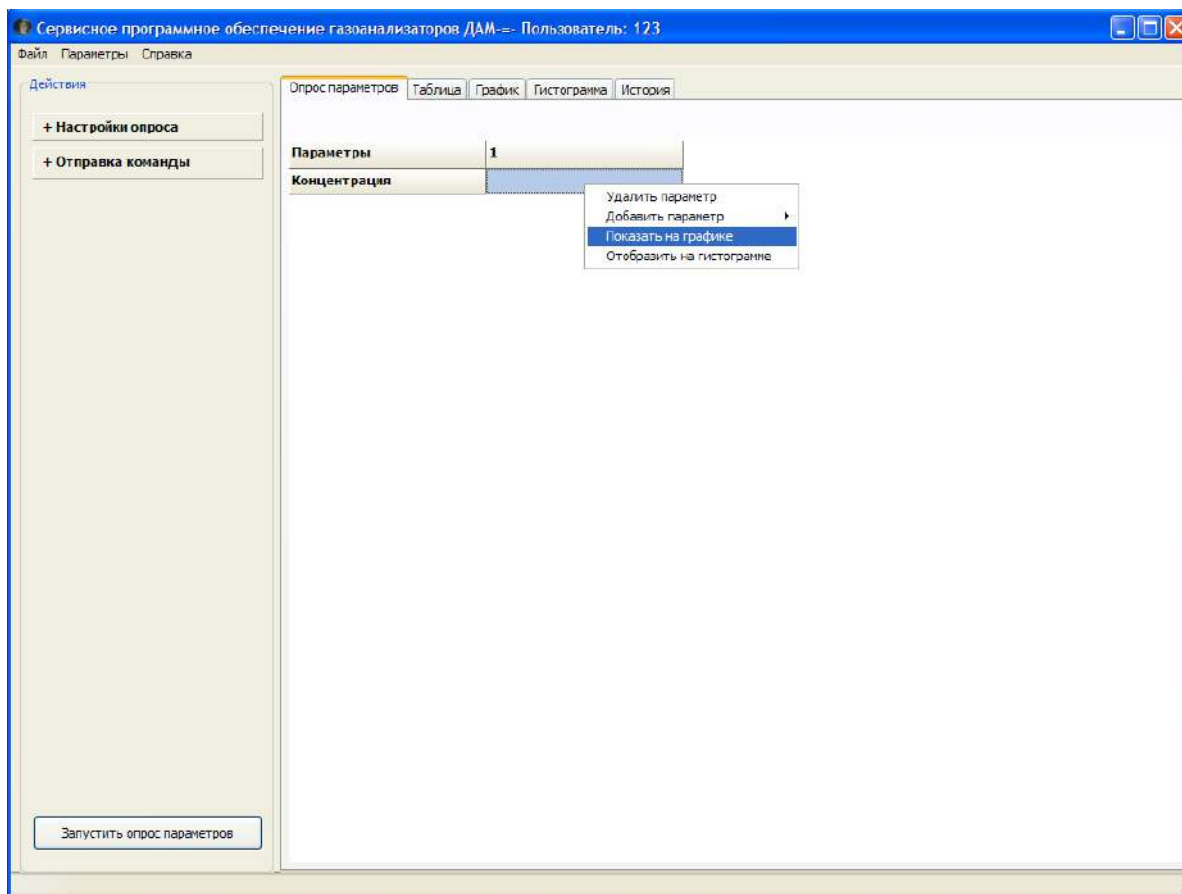 Сервисное программное обеспечение газоанализаторов ДАМ-=- Пользователь: 123
Файл Параметры Справка
Действия
+ Настройки опроса
+ Отправка команды
Опрос параметров Таблица График Гистограмма История
Параметры 1
Концентрация
Удалить параметр
Добавить параметр
Показать на графике
Отобразить на гистограмме
Запустить опрос параметров